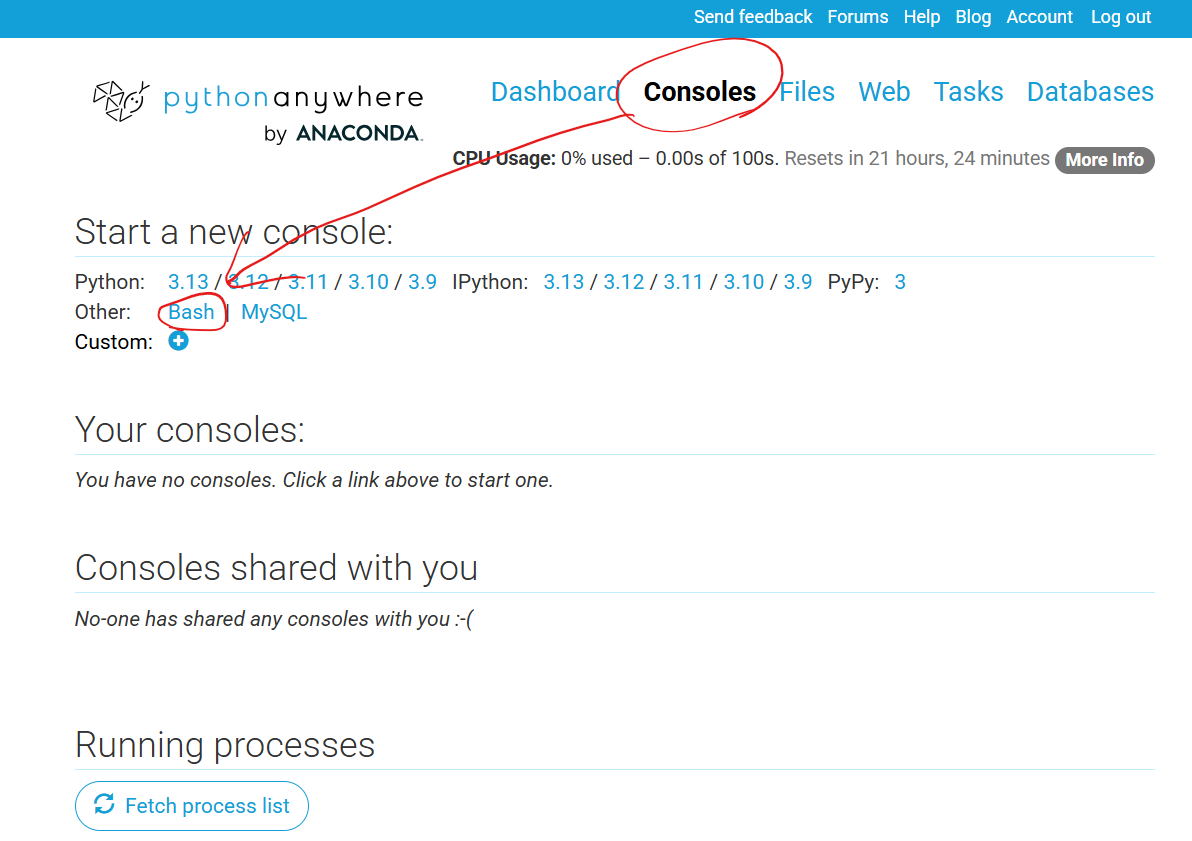 Send feedback Forums Help Blog Account Log out
pythonanywhere
by ANACONDA.
Dashboard Consoles Files Web Tasks Databases
CPU Usage: 0% used – 0.00s of 100s. Resets in 21 hours, 24 minutes More Info
Start a new console:
Python: 3.13 / 3.12 / 3.11 / 3.10 / 3.9 IPython: 3.13 / 3.12 / 3.11 / 3.10 / 3.9 PyPy: 3
Other: Bash | MySQL
Custom:
Your consoles:
You have no consoles. Click a link above to start one.
Consoles shared with you
No-one has shared any consoles with you :-(
Running processes
Fetch process list